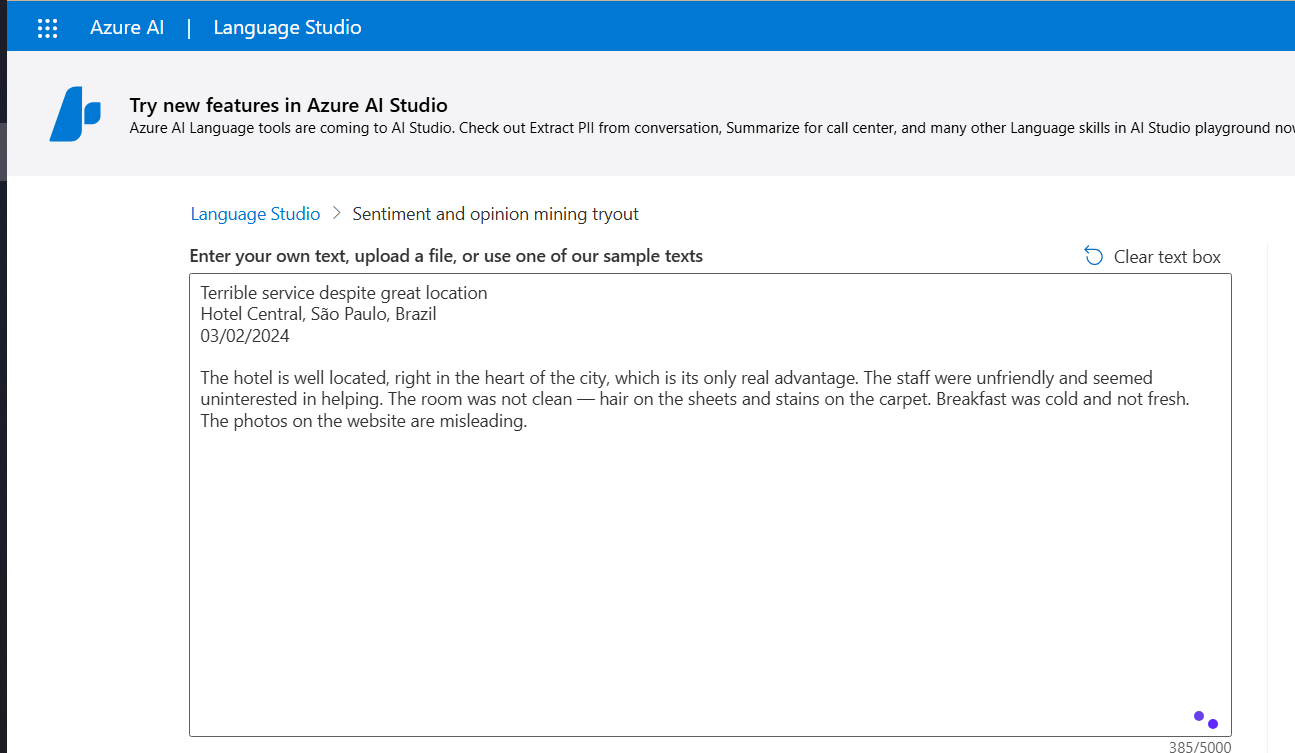 Azure AI | Language Studio
Try new features in Azure AI Studio
Azure AI Language tools are coming to AI Studio. Check out Extract PII from conversation, Summarize for call center, and many other Language skills in AI Studio playground now
Language Studio > Sentiment and opinion mining tryout
Enter your own text, upload a file, or use one of our sample texts
Clear text box
Terrible service despite great location
Hotel Central, São Paulo, Brazil
03/02/2024
The hotel is well located, right in the heart of the city, which is its only real advantage. The staff were unfriendly and seemed
uninterested in helping. The room was not clean — hair on the sheets and stains on the carpet. Breakfast was cold and not fresh.
The photos on the website are misleading.
385/5000